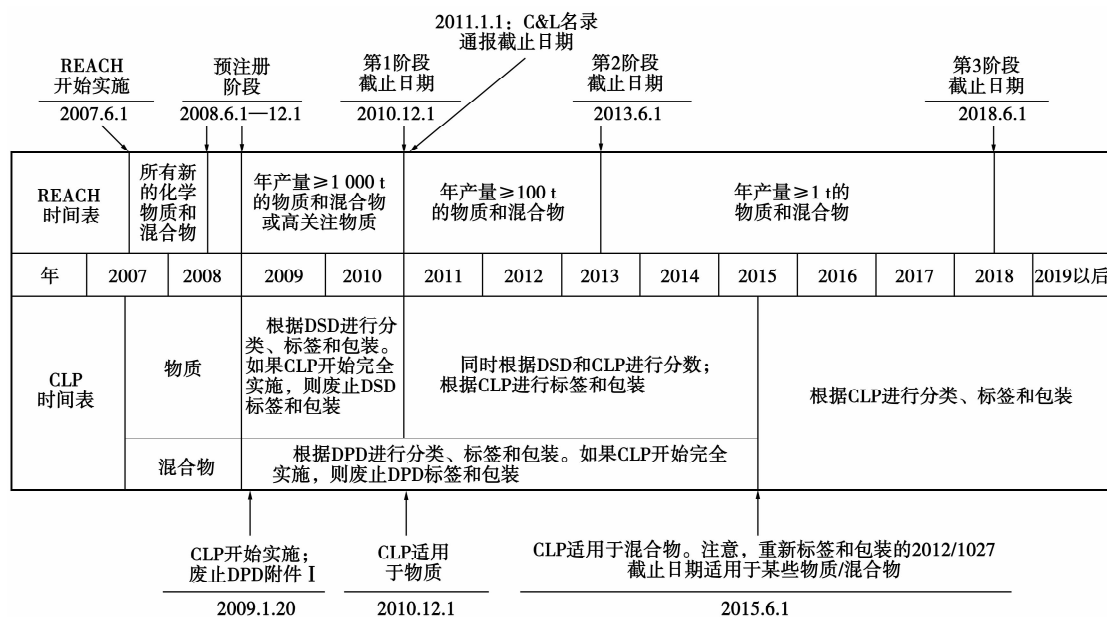 2011.1.1：C&L名录
通报截止日期
REACH
开始实施
2007.6.1
预注册
阶段
2008.6.1—12.1
第1阶段
截止日期
2010.12.1
第2阶段
截止日期
2013.6.1
第3阶段
截止日期
2018.6.1
REACH
时间表
所有新
的化学
物质和
混合物
年产量≥1 000 t
的物质和混合物
或高关注物质
年产量≥100 t
的物质和混合物
年产量≥1 t的
物质和混合物
年 2007 2008 2009 2010 2011 2012 2013 2014 2015 2016 2017 2018 2019以后
CLP
时间表
物质
根据DSD进行分
类、标签和包装。
如果CLP开始完全
实施，则废止DSD
标签和包装
同时根据DSD和CLP进行分数；
根据CLP进行标签和包装
根据CLP进行分类、标签和包装
混合物
根据DPD进行分类、标签和包装。如果CLP开始完全
实施，则废止DPD标签和包装
CLP开始实施；
废止DPD附件Ⅰ
2009.1.20
CLP适用
于物质
2010.12.1
CLP适用于混合物。注意，重新标签和包装的2012/1027
截止日期适用于某些物质/混合物
2015.6.1